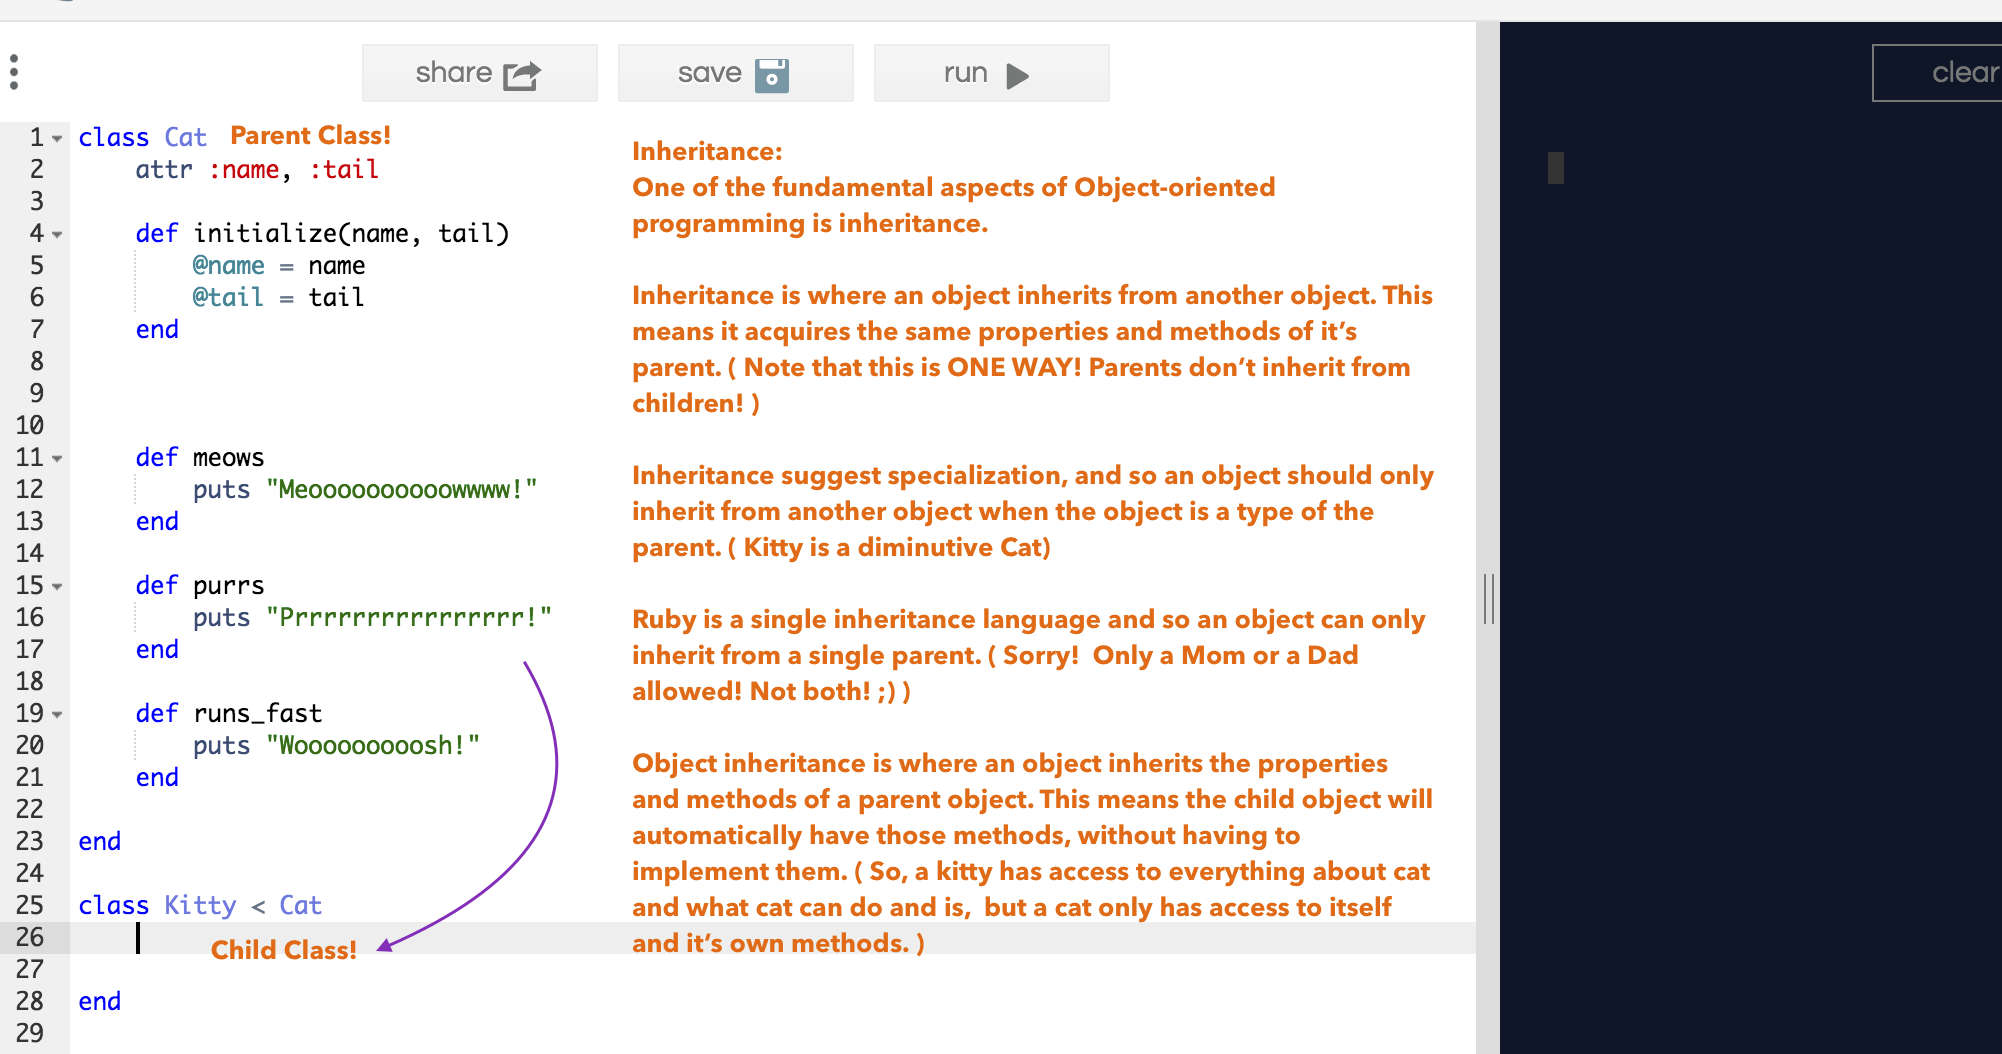 share
save
run
clear
1 class Cat Parent Class!
2 attr :name, :tail
3
4 def initialize(name, tail)
5 @name = name
6 @tail = tail
7 end
8
9
10
11 def meows
12 puts "Meoooooooooowwww!"
13 end
14
15 def purrs
16 puts "Prrrrrrrrrrrrrrrr!"
17 end
18
19 def runs_fast
20 puts "Wooooooooosh!"
21 end
22
23 end
24
25 class Kitty < Cat
26 Child Class!
27
28 end
29
Inheritance:
One of the fundamental aspects of Object-oriented
programming is inheritance.
Inheritance is where an object inherits from another object. This
means it acquires the same properties and methods of it’s
parent. ( Note that this is ONE WAY! Parents don’t inherit from
children! )
Inheritance suggest specialization, and so an object should only
inherit from another object when the object is a type of the
parent. ( Kitty is a diminutive Cat)
Ruby is a single inheritance language and so an object can only
inherit from a single parent. ( Sorry!  Only a Mom or a Dad
allowed! Not both! ;) )
Object inheritance is where an object inherits the properties
and methods of a parent object. This means the child object will
automatically have those methods, without having to
implement them. ( So, a kitty has access to everything about cat
and what cat can do and is,  but a cat only has access to itself
and it’s own methods. )